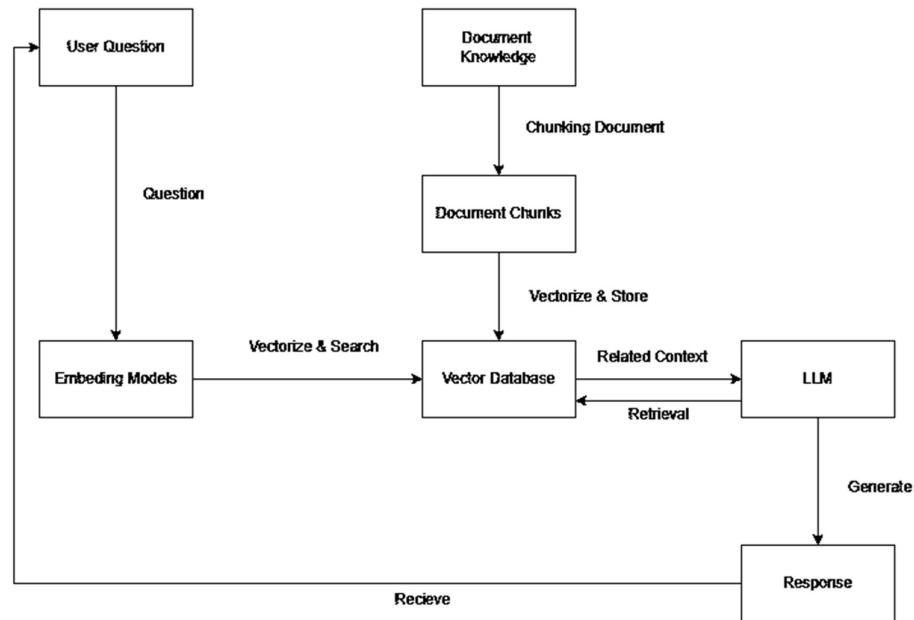 User Question
Document
Knowledge
Chunking Document
Question
Document Chunks
Vectorize & Store
Vectorize & Search
Embeding Models
Vector Database
Related Context
Retrieval
LLM
Generate
Response
Recieve